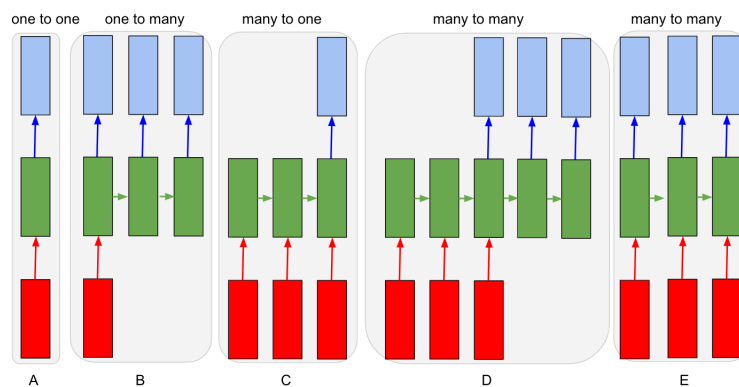 one to one
one to many
many to one
many to many
many to many
A
B
C
D
E